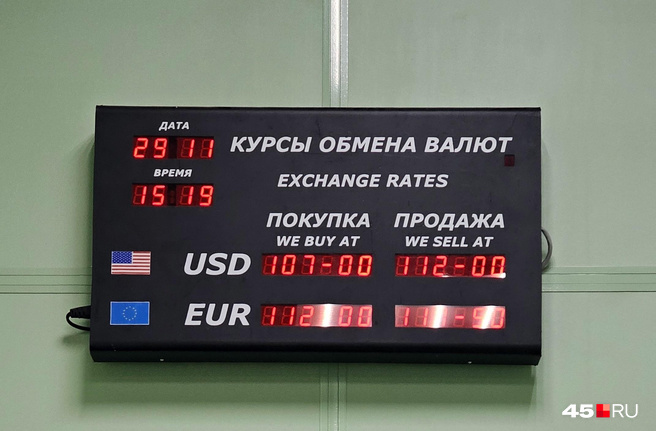 ДАТА
29 11
КУРСЫ ОБМЕНА ВАЛЮТ
ВРЕМЯ
15 19
EXCHANGE RATES
ПОКУПКА ПРОДАЖА
WE BUY AT WE SELL AT
USD 107-00 112-00
EUR 112
45.RU